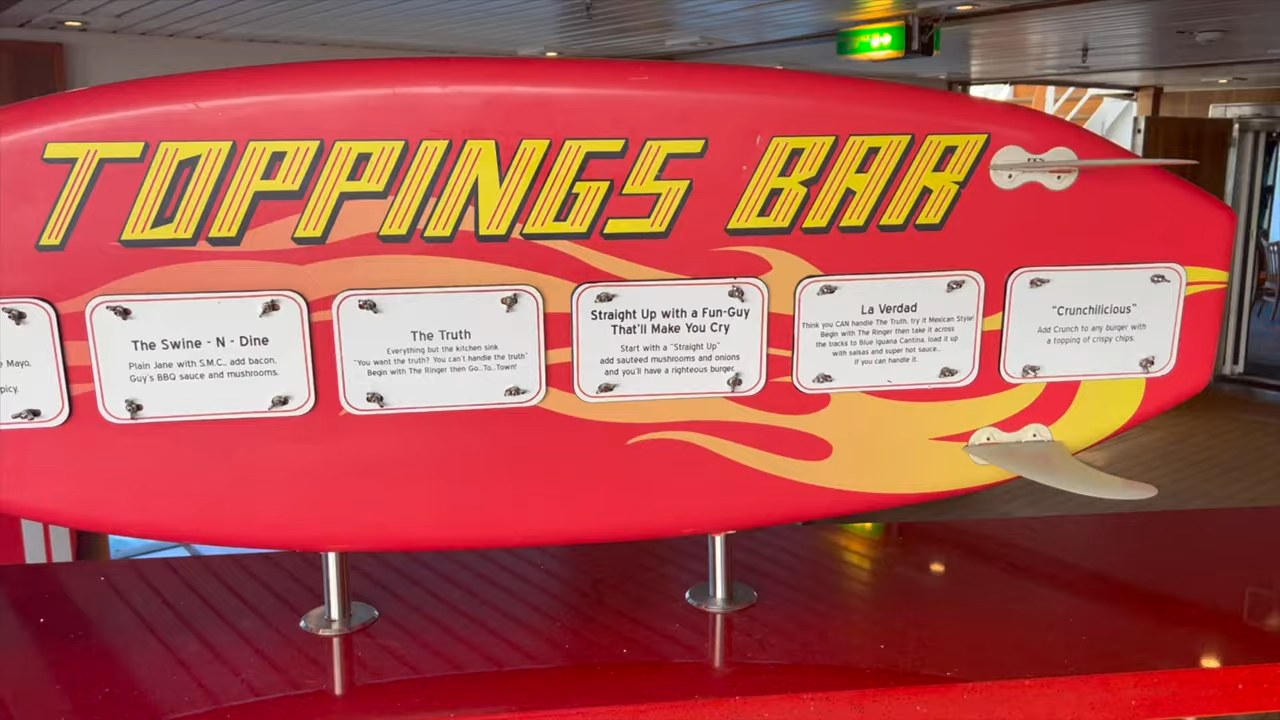 TOPPINGS BAR
FCS
e Mayo,
picy.
The Swine - N - Dine
Plain Jane with S.M.C., add bacon,
Guy's BBQ sauce and mushrooms.
The Truth
Everything but the kitchen sink
"You want the truth? You can't handle the truth"
Begin with The Ringer then Go...To...Town!
Straight Up with a Fun-Guy
That'll Make You Cry
Start with a "Straight Up"
add sauteed mushrooms and onions
and you'll have a righteous burger.
La Verdad
Think you CAN handle The Truth, try it Mexican Style!
Begin with The Ringer then take it across
the tracks to Blue Iguana Cantina, load it up
with salsas and super hot sauce...
if you can handle it.
"Crunchilicious"
Add Crunch to any burger with
a topping of crispy chips.